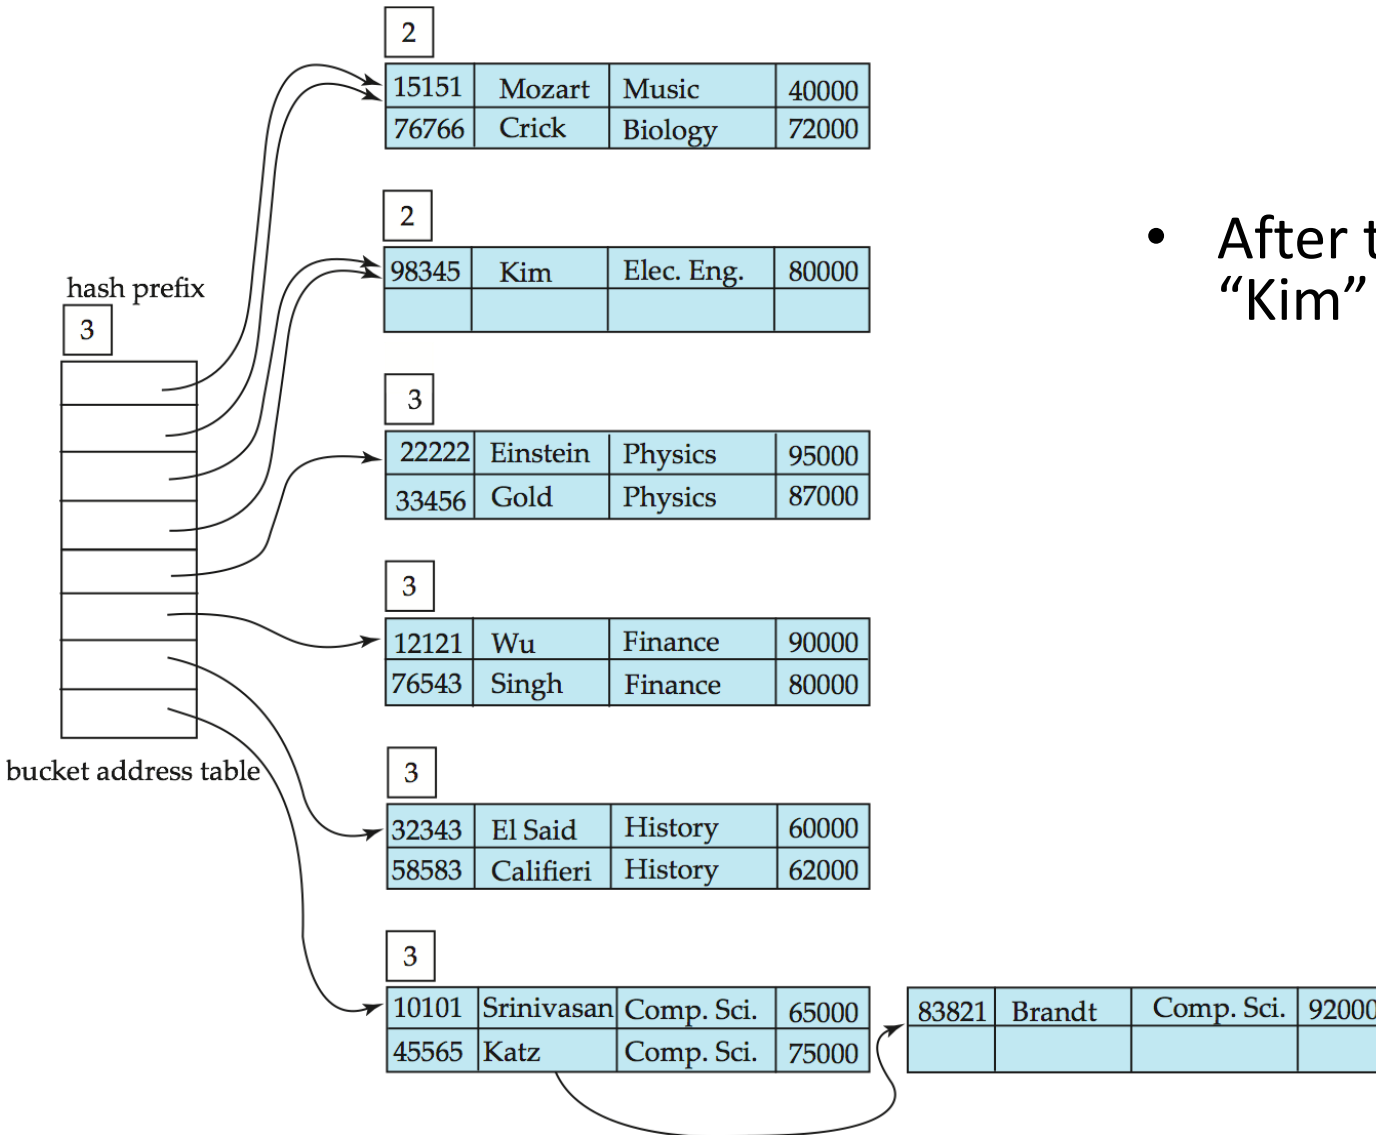 2
15151 Mozart Music 40000
76766 Crick Biology 72000
2
98345 Kim Elec. Eng. 80000
• After t
“Kim”
hash prefix
3
3
22222 Einstein Physics 95000
33456 Gold Physics 87000
3
12121 Wu Finance 90000
76543 Singh Finance 80000
bucket address table
3
32343 El Said History 60000
58583 Califieri History 62000
3
10101 Srinivasan Comp. Sci. 65000
45565 Katz Comp. Sci. 75000
83821 Brandt Comp. Sci. 92000